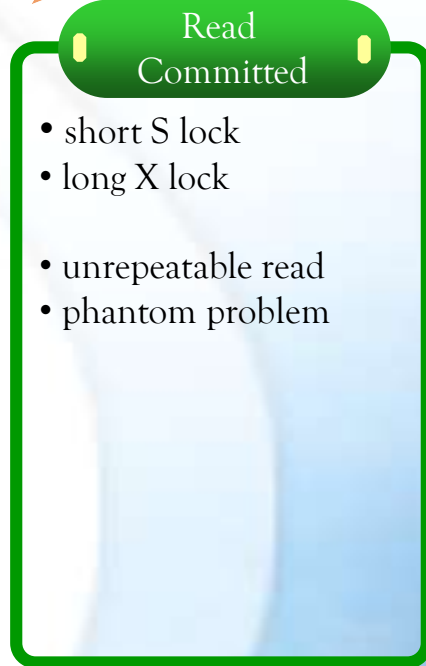 Read
Committed
• short S lock
• long X lock
• unrepeatable read
• phantom problem